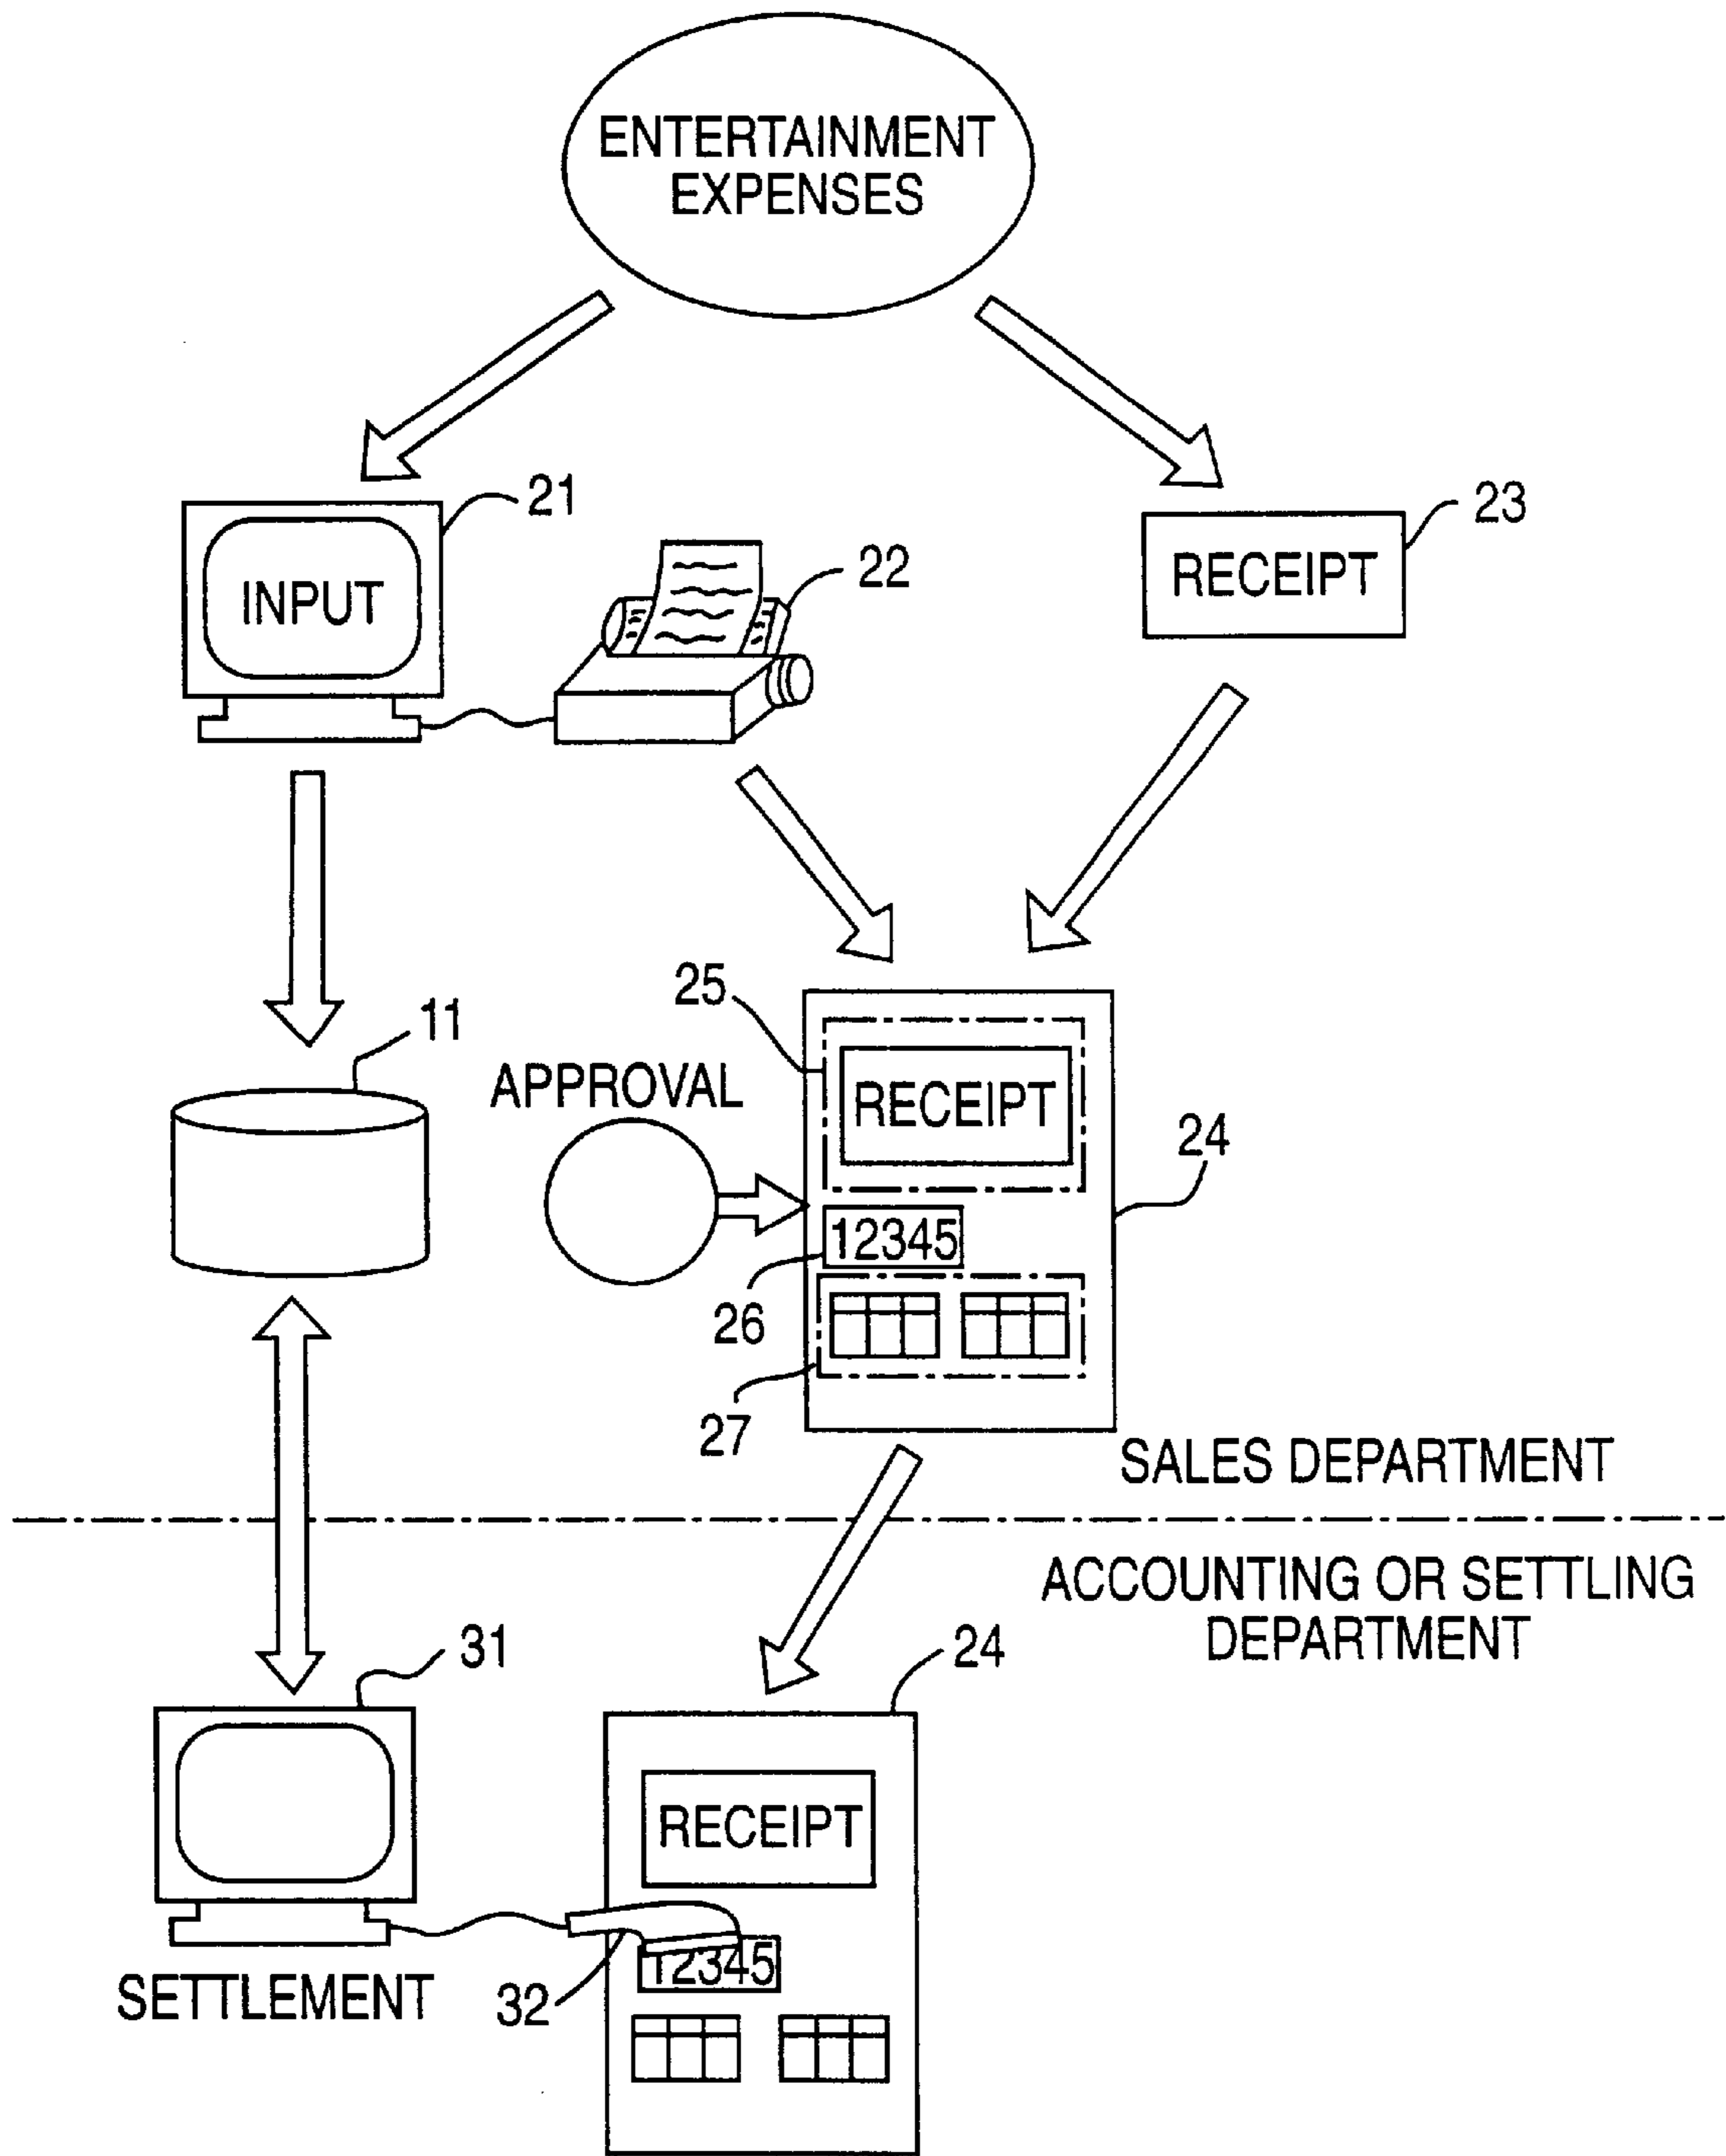 ENTERTAINMENT
EXPENSES
21
22
23
INPUT
RECEIPT
11
25
APPROVAL
RECEIPT
24
12345
26
27
SALES DEPARTMENT
ACCOUNTING OR SETTLING
DEPARTMENT
31
24
RECEIPT
12345
SETTLEMENT
32